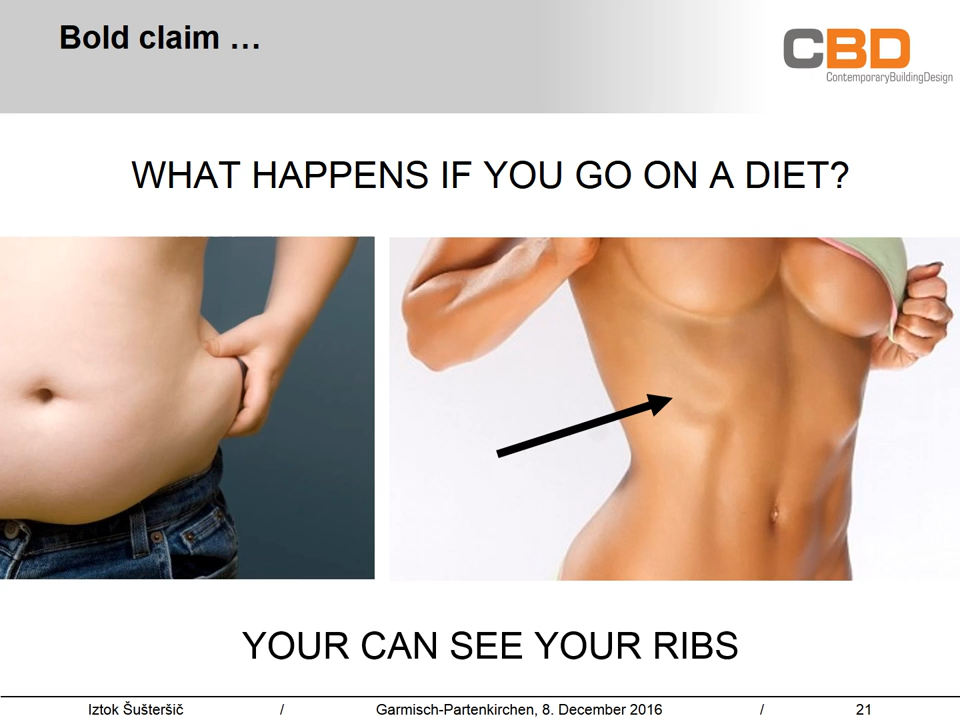 Bold claim …
CBD
ContemporaryBuildingDesign
WHAT HAPPENS IF YOU GO ON A DIET?
YOUR CAN SEE YOUR RIBS
Iztok Šušteršič / Garmisch-Partenkirchen, 8. December 2016 / 21